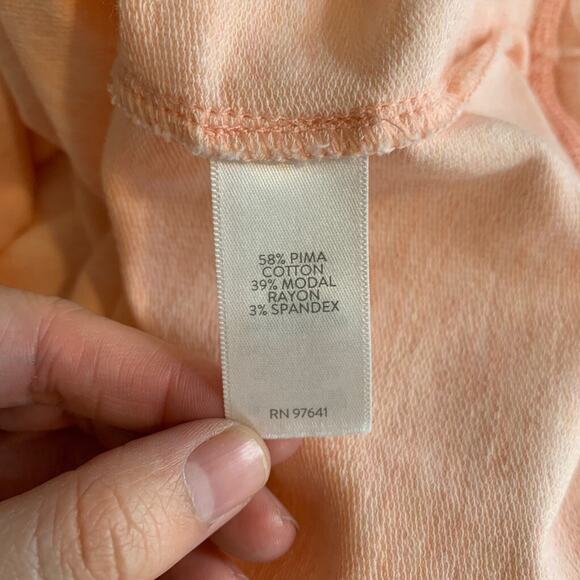 58% PIMA
COTTON
39% MODAL
RAYON
3% SPANDEX
RN 97641